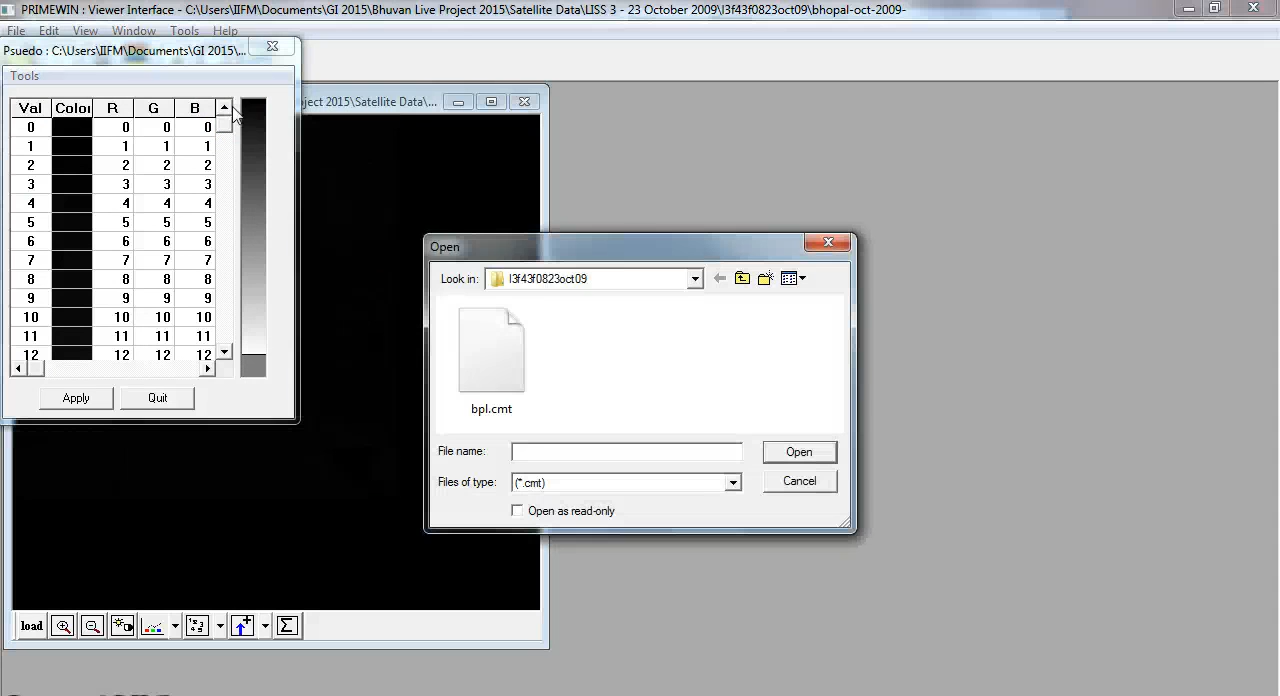 PRIMEWIN : Viewer Interface - C:\Users\IIFM\Documents\GI 2015\Bhuvan Live Project 2015\Satellite Data\LISS 3 - 23 October 2009\l3f43f0823oct09\bhopal-oct-2009-
File Edit View Window Tools Help
Psuedo : C:\Users\IIFM\Documents\GI 2015\...
Tools
ject 2015\Satellite Data\...
Val Color R G B
0 0 0 0
1 1 1 1
2 2 2 2
3 3 3 3
4 4 4 4
5 5 5 5
6 6 6 6
7 7 7 7
8 8 8 8
9 9 9 9
10 10 10 10
11 11 11 11
12 12 12 12
Apply Quit
Open
Look in: l3f43f0823oct09
bpl.cmt
File name:
Open
Files of type: (*.cmt)
Cancel
Open as read-only
load